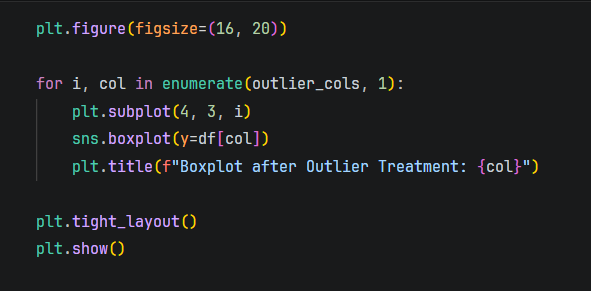 plt.figure(figsize=(16, 20))
for i, col in enumerate(outlier_cols, 1):
    plt.subplot(4, 3, i)
    sns.boxplot(y=df[col])
    plt.title(f"Boxplot after Outlier Treatment: {col}")
plt.tight_layout()
plt.show()